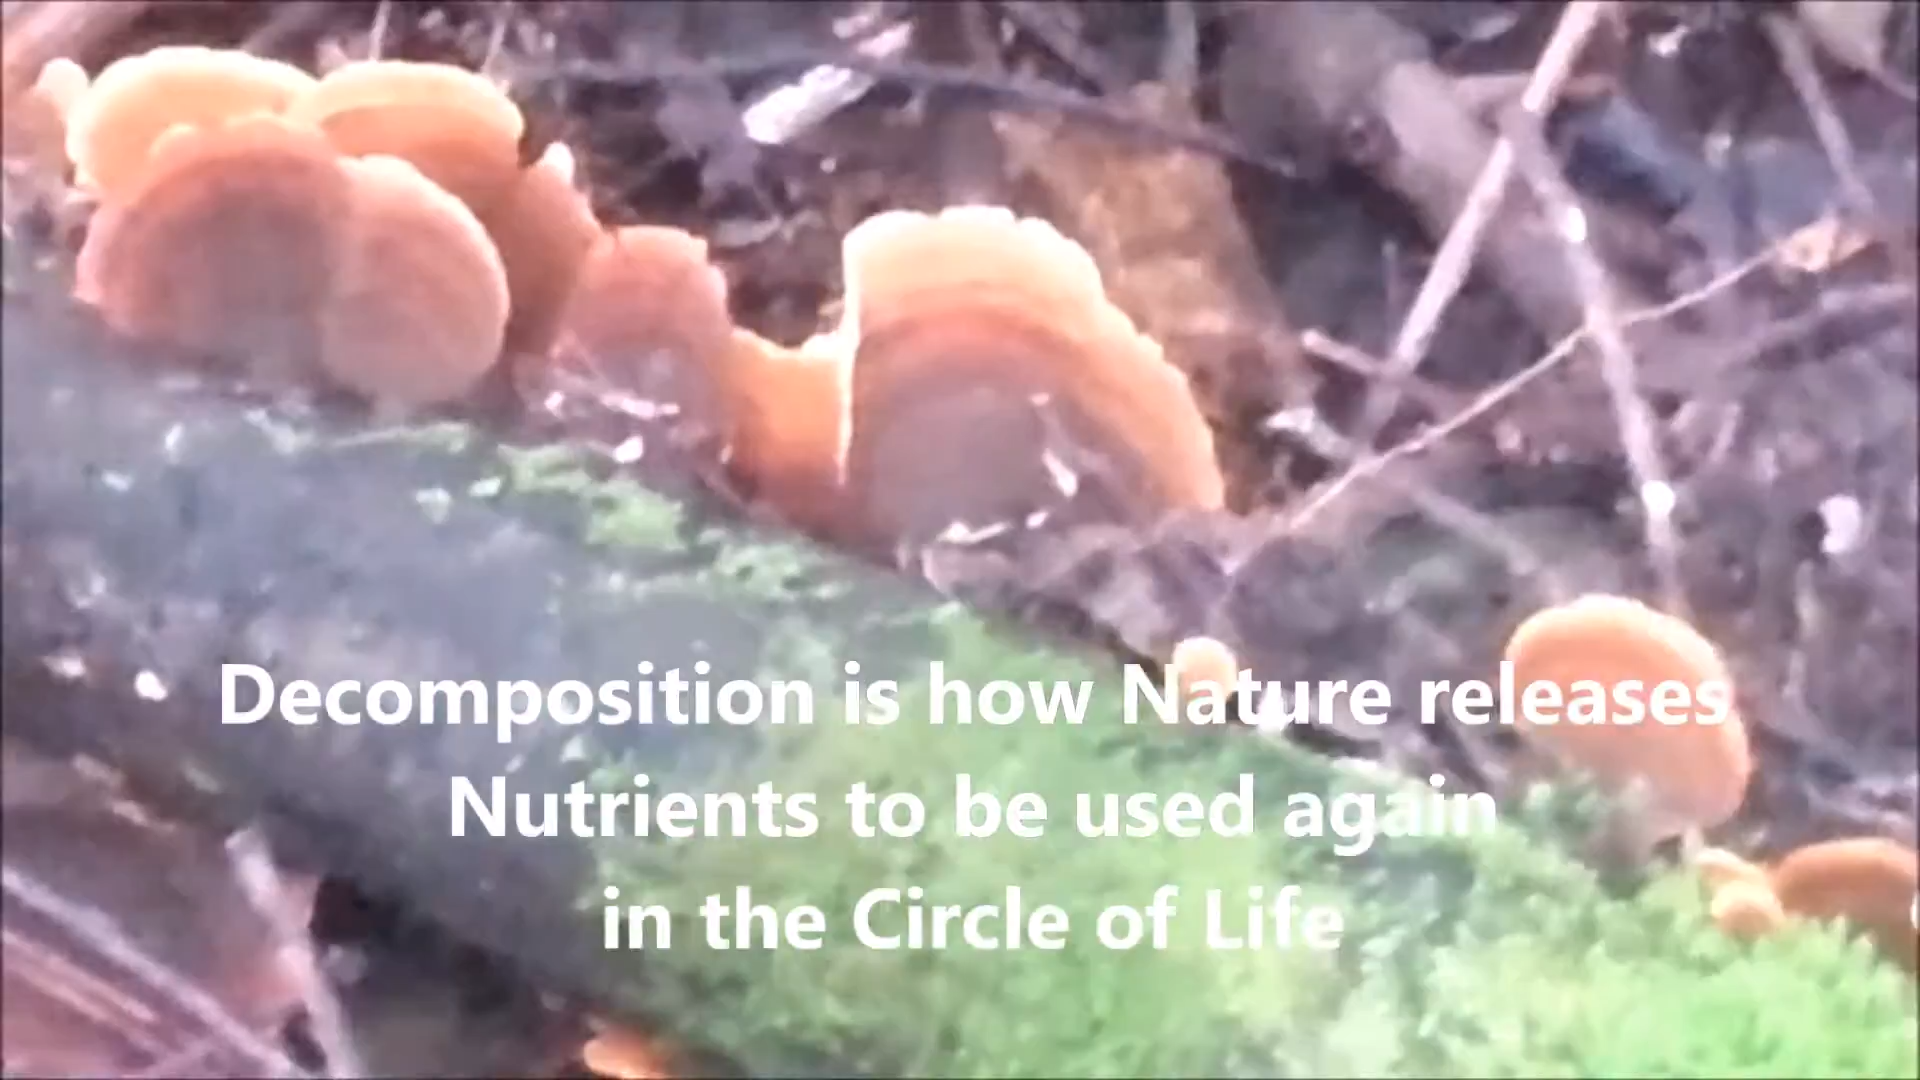 Decomposition is how Nature releases
Nutrients to be used again
in the Circle of Life